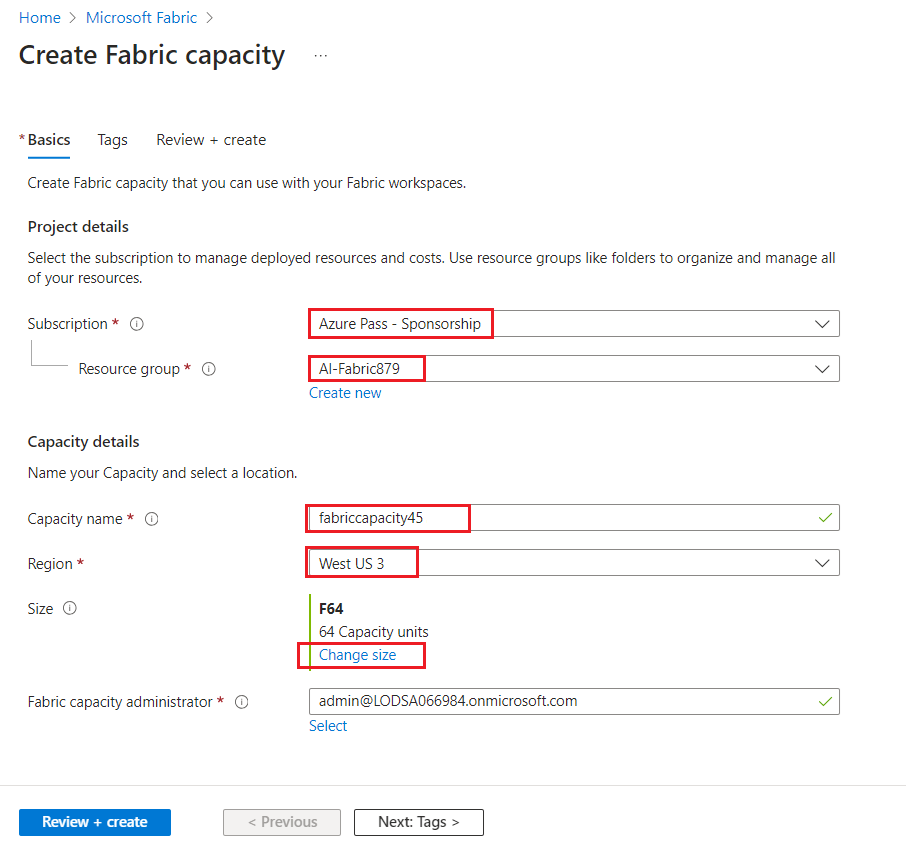 Home > Microsoft Fabric >
Create Fabric capacity ...
* Basics Tags Review + create
Create Fabric capacity that you can use with your Fabric workspaces.
Project details
Select the subscription to manage deployed resources and costs. Use resource groups like folders to organize and manage all
of your resources.
Subscription * Azure Pass - Sponsorship
Resource group * AI-Fabric879
Create new
Capacity details
Name your Capacity and select a location.
Capacity name * fabriccapacity45
Region * West US 3
Size F64
64 Capacity units
Change size
Fabric capacity administrator * admin@LODSA066984.onmicrosoft.com
Select
Review + create < Previous Next: Tags >